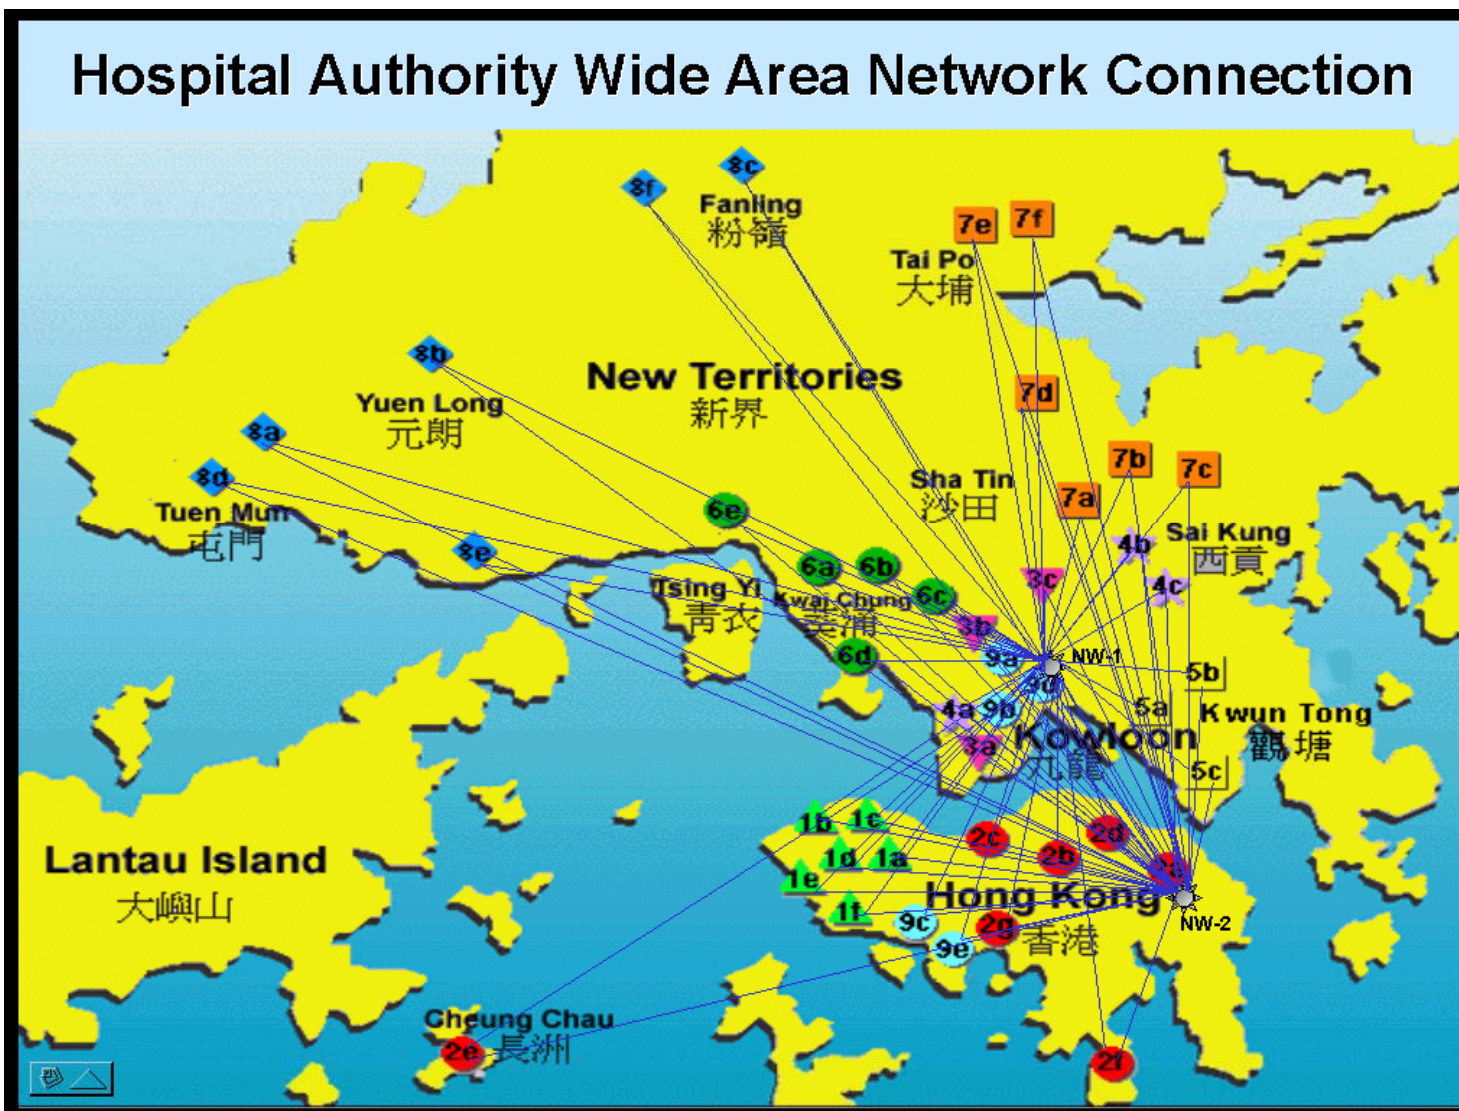 Hospital Authority Wide Area Network Connection
8c
8f
Fanling
粉嶺
7e
7f
Tai Po
大埔
8b
New Territories
新界
7d
Yuen Long
元朗
8a
7b
7c
8d
Sha Tin
沙田
7a
Tuen Mun
屯門
6e
4b
Sai Kung
西貢
8e
6a
6b
3c
4c
Tsing Yi
青衣
Kwai Chung
葵涌
6c
3b
6d
9a
NW-1
5b
4a
9b
5a
Kwun Tong
觀塘
3a
Kowloon
九龍
5c
1b
1c
2c
2d
1d
1a
2b
1e
Lantau Island
大嶼山
Hong Kong
香港
1f
9c
2g
NW-2
9e
Cheung Chau
長洲
2e
2f